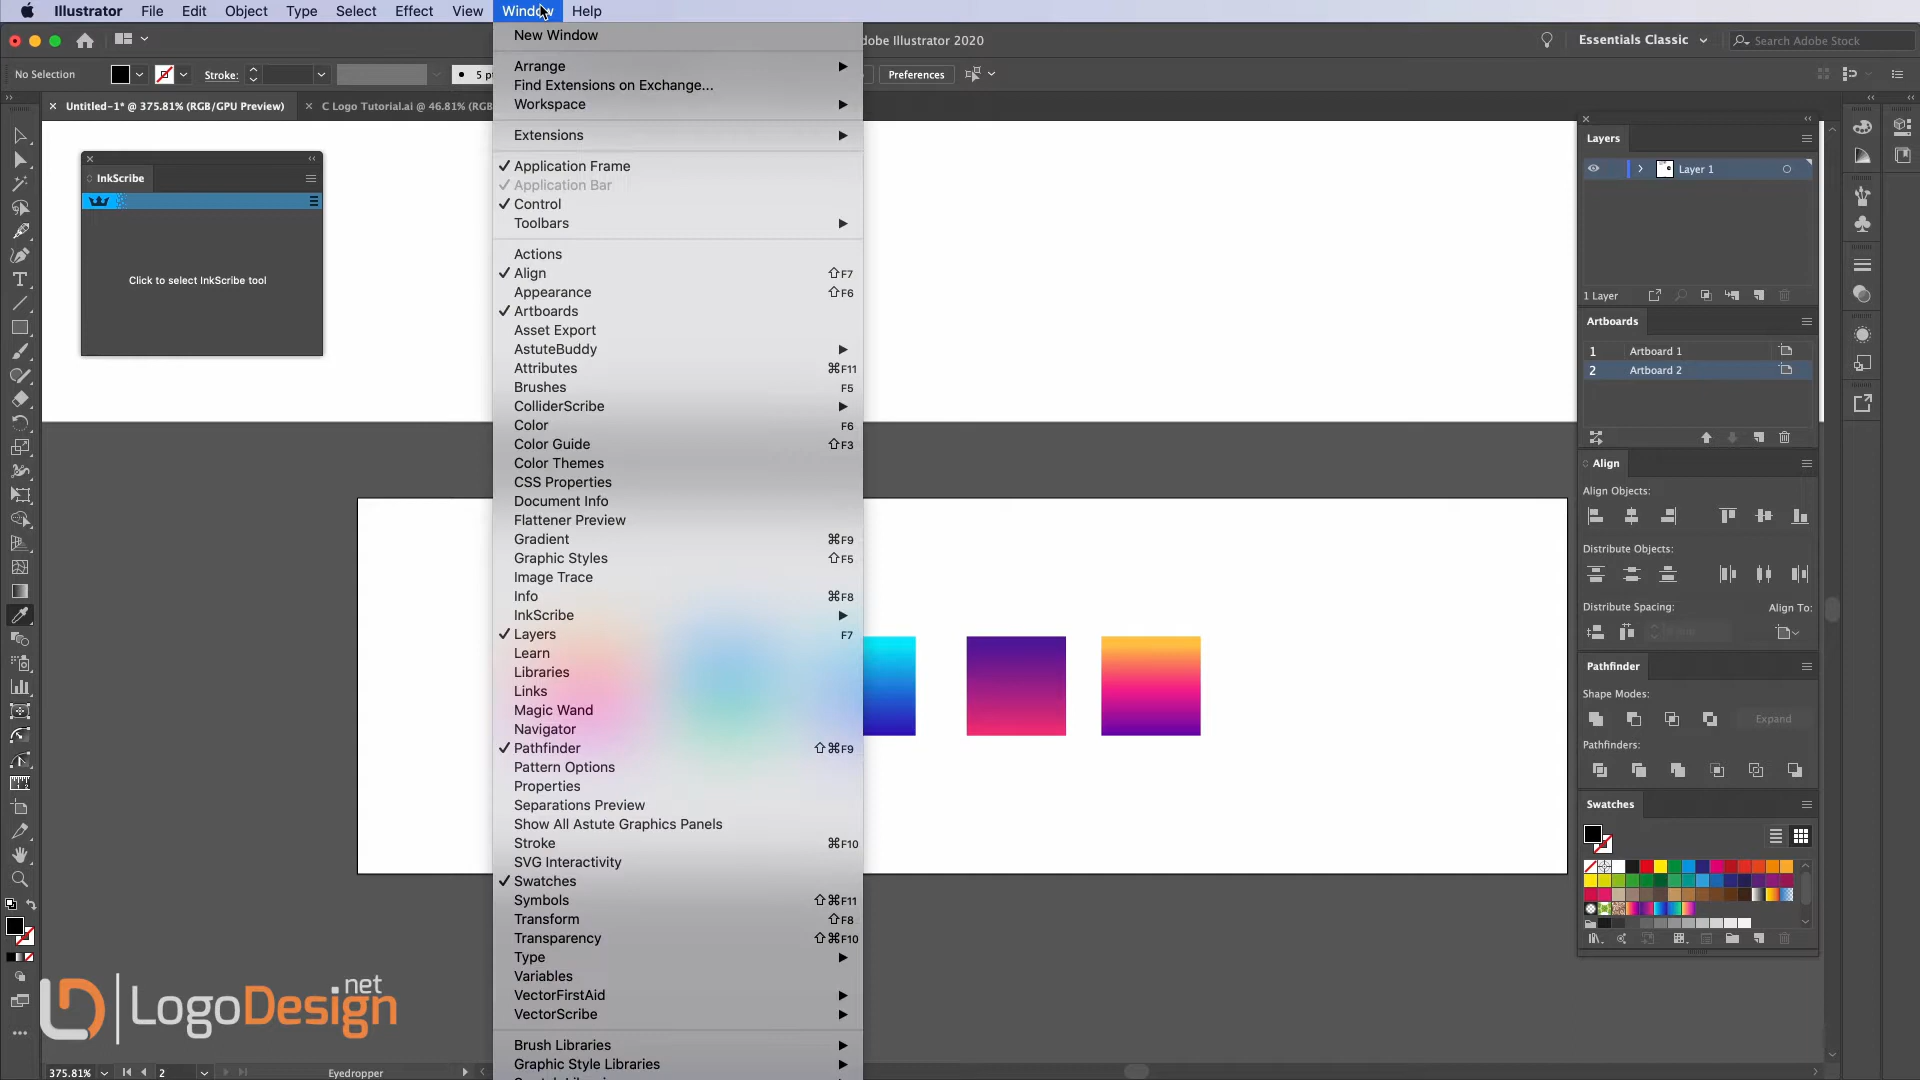 Illustrator File Edit Object Type Select Effect View Window Help
New Window
dobe Illustrator 2020
Essentials Classic
Search Adobe Stock
No Selection
Stroke:
5 pt
Preferences
Untitled-1* @ 375.81% (RGB/GPU Preview)
C Logo Tutorial.ai @ 46.81% (RGB
Arrange
Find Extensions on Exchange...
Workspace
Extensions
Application Frame
Application Bar
Control
Toolbars
Actions
Align ⇧F7
Appearance ⇧F6
Artboards
Asset Export
AstuteBuddy
Attributes ⌘F11
Brushes F5
ColliderScribe
Color F6
Color Guide ⇧F3
Color Themes
CSS Properties
Document Info
Flattener Preview
Gradient ⌘F9
Graphic Styles ⇧F5
Image Trace
Info ⌘F8
InkScribe
Layers F7
Learn
Libraries
Links
Magic Wand
Navigator
Pathfinder ⇧⌘F9
Pattern Options
Properties
Separations Preview
Show All Astute Graphics Panels
Stroke ⌘F10
SVG Interactivity
Swatches
Symbols ⇧⌘F11
Transform ⇧F8
Transparency ⇧⌘F10
Type
Variables
VectorFirstAid
VectorScribe
Brush Libraries
Graphic Style Libraries
InkScribe
Click to select InkScribe tool
Layers
Layer 1
1 Layer
Artboards
1 Artboard 1
2 Artboard 2
Align
Align Objects:
Distribute Objects:
Distribute Spacing:
Align To:
Pathfinder
Shape Modes:
Expand
Pathfinders:
Swatches
LogoDesign
net
375.81%
2
Eyedropper